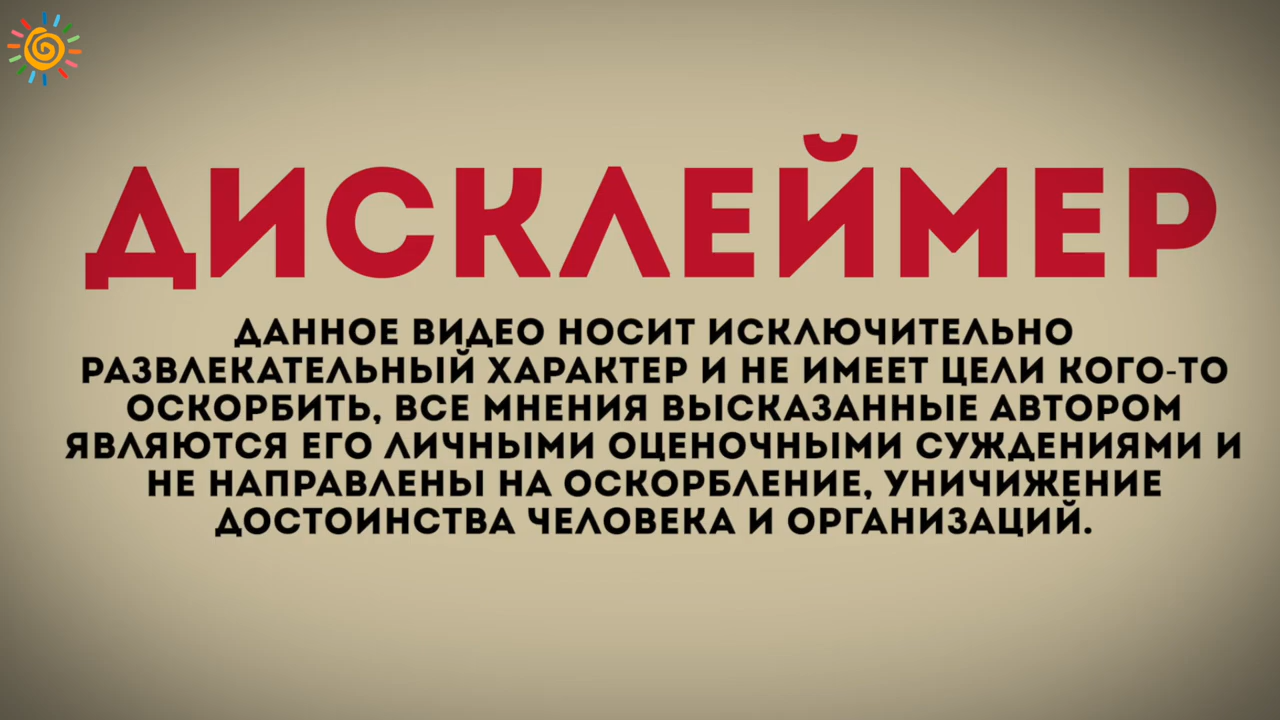 ДИСКЛЕЙМЕР
ДАННОЕ ВИДЕО НОСИТ ИСКЛЮЧИТЕЛЬНО
РАЗВЛЕКАТЕЛЬНЫЙ ХАРАКТЕР И НЕ ИМЕЕТ ЦЕЛИ КОГО-ТО
ОСКОРБИТЬ, ВСЕ МНЕНИЯ ВЫСКАЗАННЫЕ АВТОРОМ
ЯВЛЯЮТСЯ ЕГО ЛИЧНЫМИ ОЦЕНОЧНЫМИ СУЖДЕНИЯМИ И
НЕ НАПРАВЛЕНЫ НА ОСКОРБЛЕНИЕ, УНИЧИЖЕНИЕ
ДОСТОИНСТВА ЧЕЛОВЕКА И ОРГАНИЗАЦИЙ.